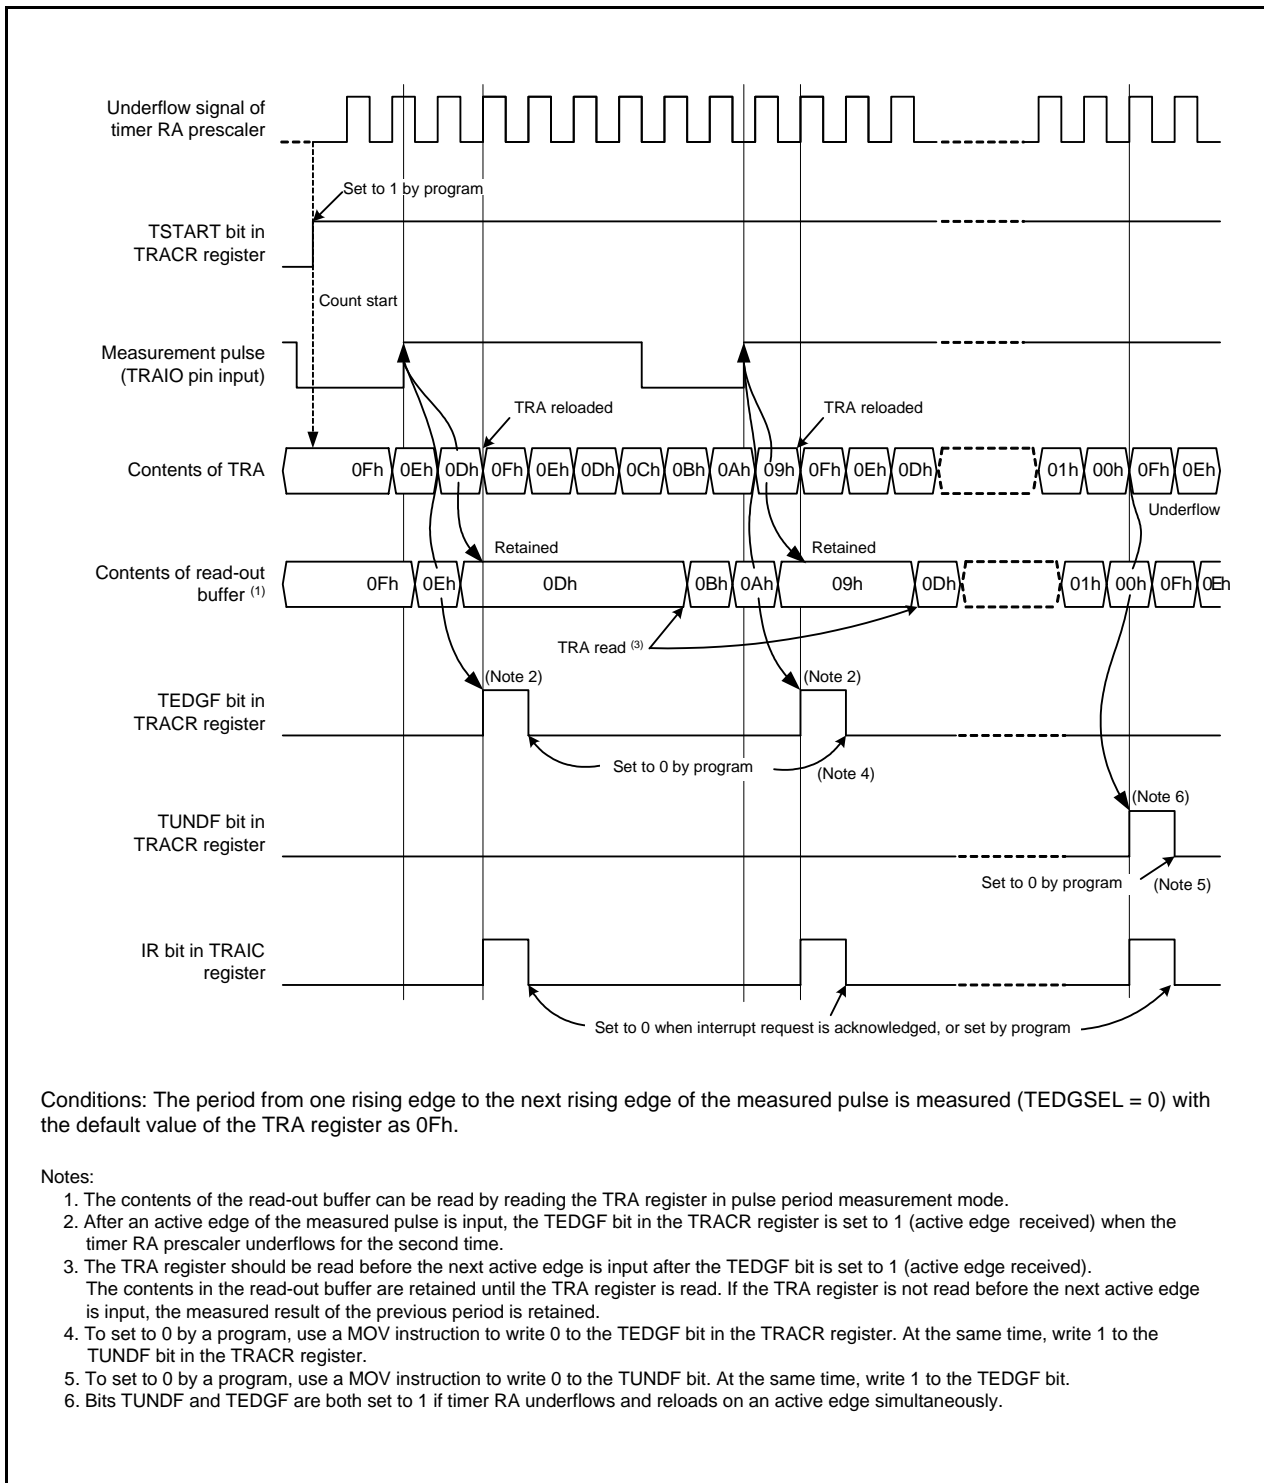 Underflow signal of
timer RA prescaler
Set to 1 by program
TSTART bit in
TRACR register
Count start
Measurement pulse
(TRAIO pin input)
TRA reloaded
TRA reloaded
Contents of TRA
0Fh 0Eh 0Dh 0Fh 0Eh 0Dh 0Ch 0Bh 0Ah 09h 0Fh 0Eh 0Dh 01h 00h 0Fh 0Eh
Underflow
Retained
Retained
Contents of read-out
buffer (1)
0Fh 0Eh 0Dh 0Bh 0Ah 09h 0Dh 01h 00h 0Fh 0Eh
TRA read (3)
(Note 2)
(Note 2)
TEDGF bit in
TRACR register
Set to 0 by program
(Note 4)
(Note 6)
TUNDF bit in
TRACR register
Set to 0 by program
(Note 5)
IR bit in TRAIC
register
Set to 0 when interrupt request is acknowledged, or set by program
Conditions: The period from one rising edge to the next rising edge of the measured pulse is measured (TEDGSEL = 0) with
the default value of the TRA register as 0Fh.
Notes:
1. The contents of the read-out buffer can be read by reading the TRA register in pulse period measurement mode.
2. After an active edge of the measured pulse is input, the TEDGF bit in the TRACR register is set to 1 (active edge received) when the
timer RA prescaler underflows for the second time.
3. The TRA register should be read before the next active edge is input after the TEDGF bit is set to 1 (active edge received).
The contents in the read-out buffer are retained until the TRA register is read. If the TRA register is not read before the next active edge
is input, the measured result of the previous period is retained.
4. To set to 0 by a program, use a MOV instruction to write 0 to the TEDGF bit in the TRACR register. At the same time, write 1 to the
TUNDF bit in the TRACR register.
5. To set to 0 by a program, use a MOV instruction to write 0 to the TUNDF bit. At the same time, write 1 to the TEDGF bit.
6. Bits TUNDF and TEDGF are both set to 1 if timer RA underflows and reloads on an active edge simultaneously.